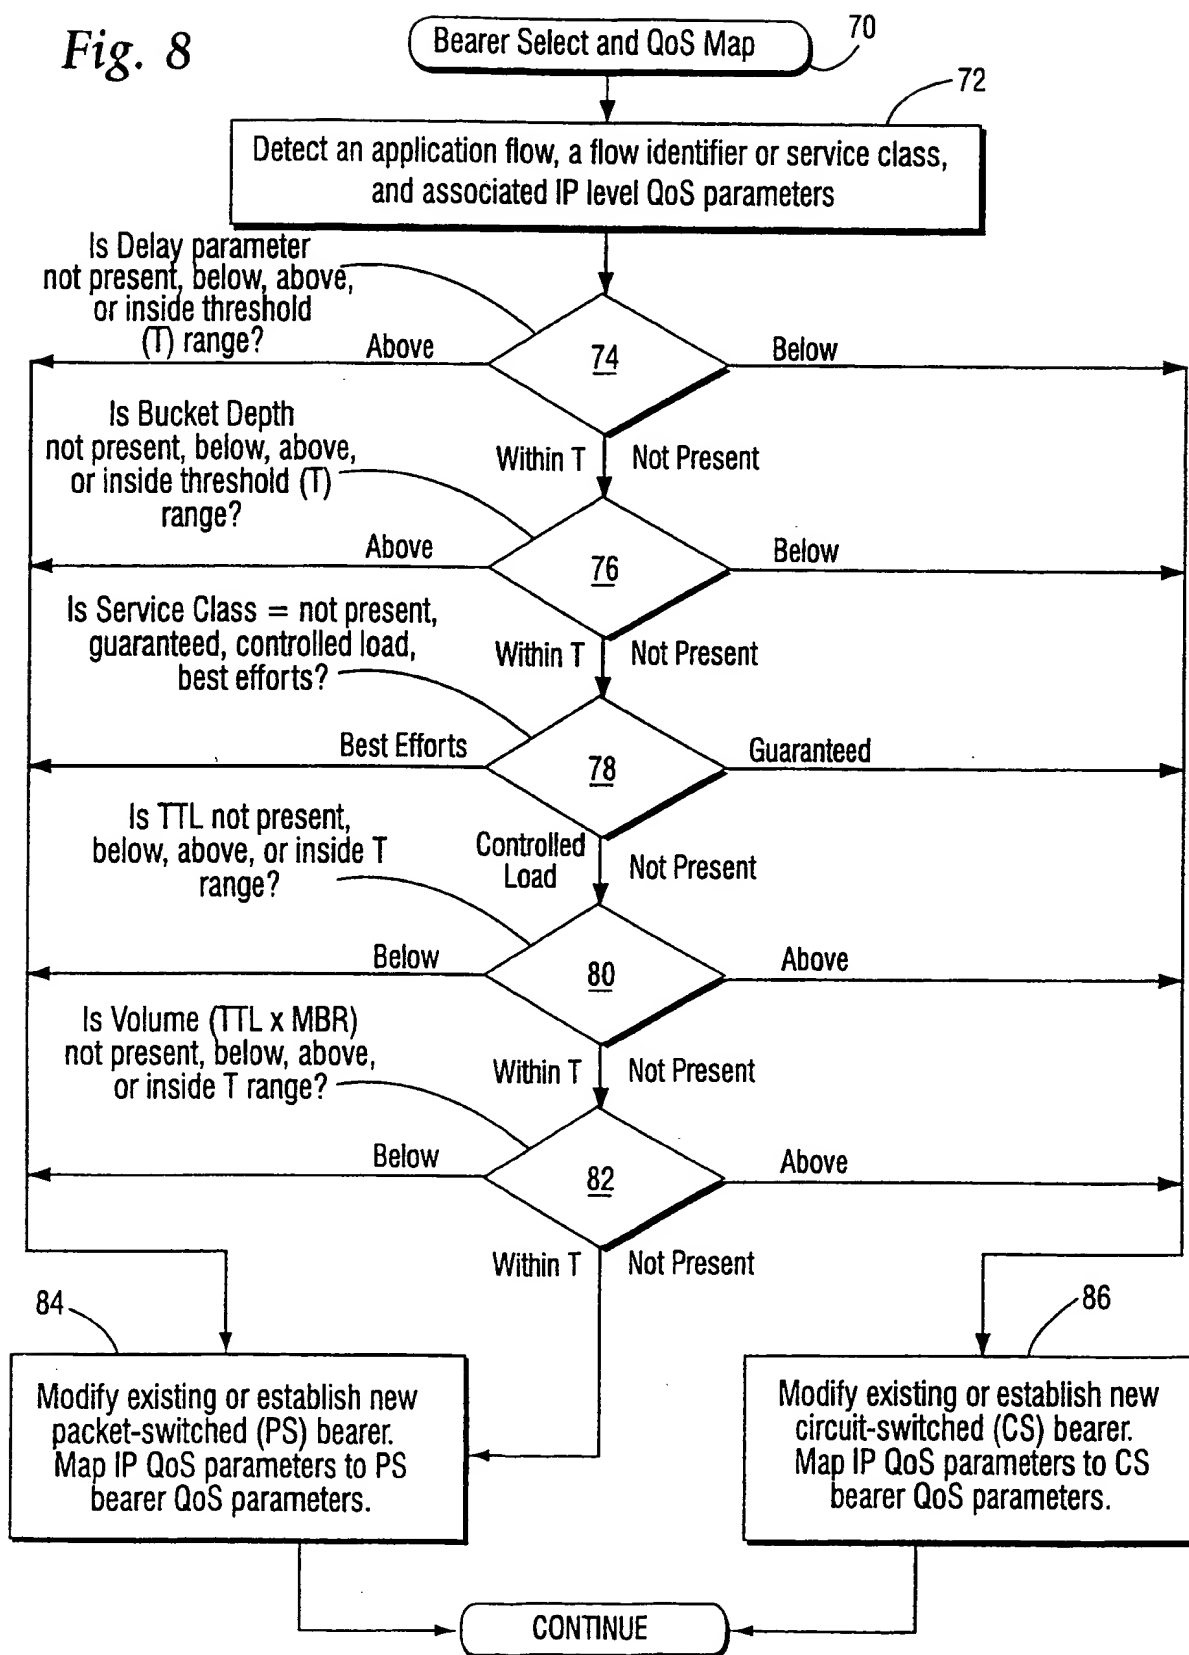 Fig. 8
Bearer Select and QoS Map
70
72
Detect an application flow, a flow identifier or service class,
and associated IP level QoS parameters
Is Delay parameter
not present, below, above,
or inside threshold
(T) range?
Above
74
Below
Within T
Not Present
Is Bucket Depth
not present, below, above,
or inside threshold (T)
range?
Above
76
Below
Within T
Not Present
Is Service Class = not present,
guaranteed, controlled load,
best efforts?
Best Efforts
78
Guaranteed
Controlled
Load
Not Present
Is TTL not present,
below, above, or inside T
range?
Below
80
Above
Within T
Not Present
Is Volume (TTL x MBR)
not present, below, above,
or inside T range?
Below
82
Above
Within T
Not Present
84
Modify existing or establish new
packet-switched (PS) bearer.
Map IP QoS parameters to PS
bearer QoS parameters.
86
Modify existing or establish new
circuit-switched (CS) bearer.
Map IP QoS parameters to CS
bearer QoS parameters.
CONTINUE